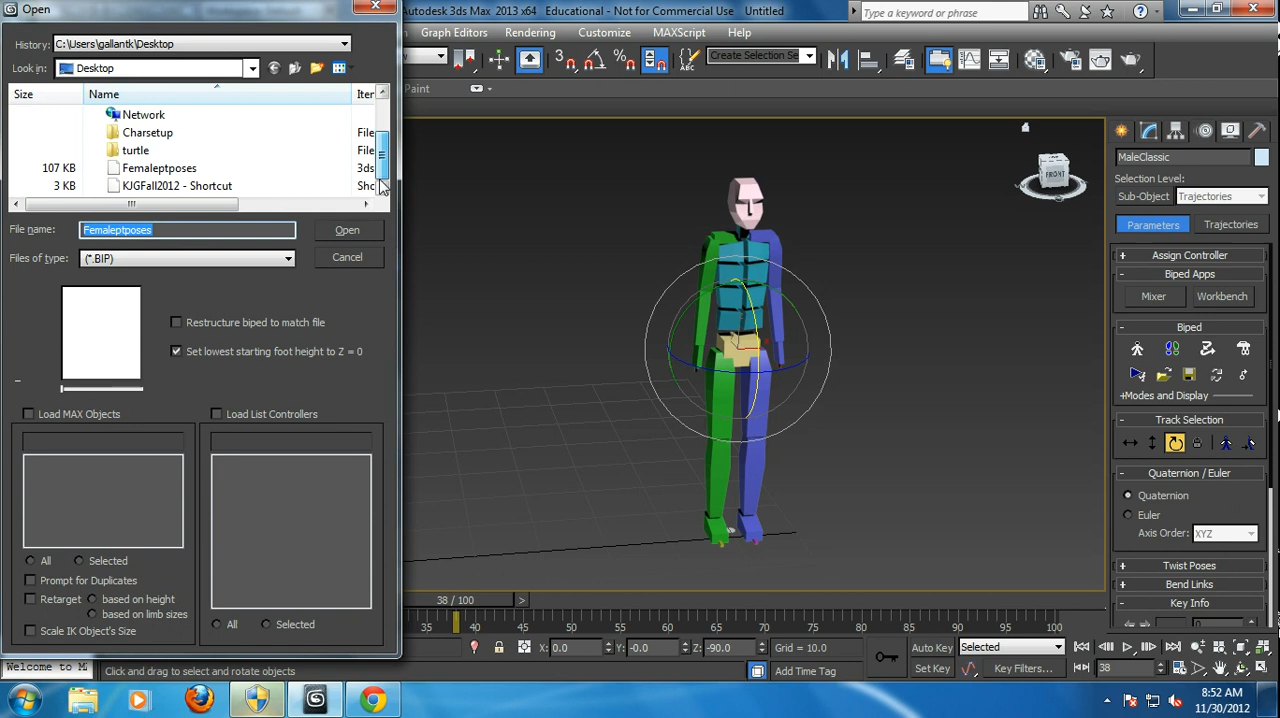 Open
Autodesk 3ds Max 2013 x64
Educational - Not for Commercial Use
Untitled
Type a keyword or phrase
History:
C:\Users\gallantk\Desktop
Graph Editors
Rendering
Customize
MAXScript
Help
Look in:
Desktop
Create Selection Se
Paint
Size
Name
Network
Charsetup
File
turtle
File
107 KB
Femaleptposes
3ds
3 KB
KJGFall2012 - Shortcut
File name:
Femaleptposes
Open
Files of type:
(*.BIP)
Cancel
Restructure biped to match file
Set lowest starting foot height to Z = 0
Load MAX Objects
Load List Controllers
All
Selected
Prompt for Duplicates
Retarget
based on height
based on limb sizes
Scale IK Object's Size
All
Selected
FRONT
MaleClassic
Selection Level:
Sub-Object
Trajectories
Parameters
Trajectories
+ Assign Controller
- Biped Apps
Mixer
Workbench
- Biped
+Modes and Display
- Track Selection
- Quaternion / Euler
Quaternion
Euler
Axis Order:
XYZ
+ Twist Poses
+ Bend Links
- Key Info
38 / 100
>
35
40
45
50
55
60
65
70
75
80
85
90
95
100
Welcome to M
Click and drag to select and rotate objects
X: 0.0
Y: -0.0
Z: -90.0
Grid = 10.0
Add Time Tag
Auto Key
Selected
Set Key
Key Filters...
38
8:52 AM
11/30/2012